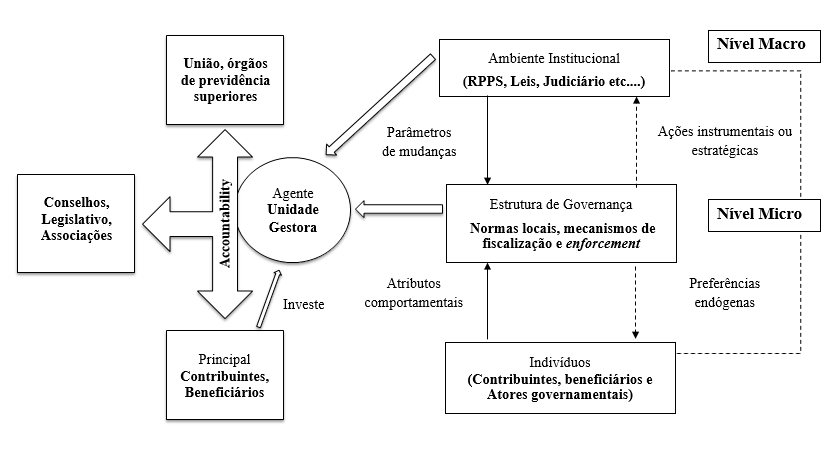 União, órgãos
de previdência
superiores
Conselhos,
Legislativo,
Associações
Accountability
Agente
Unidade
Gestora
Investe
Principal
Contribuintes,
Beneficiários
Ambiente Institucional
(RPPS, Leis, Judiciário etc....)
Nível Macro
Parâmetros
de mudanças
Ações instrumentais ou
estratégicas
Estrutura de Governança
Normas locais, mecanismos de
fiscalização e enforcement
Nível Micro
Atributos
comportamentais
Preferências
endógenas
Indivíduos
(Contribuintes, beneficiários e
Atores governamentais)